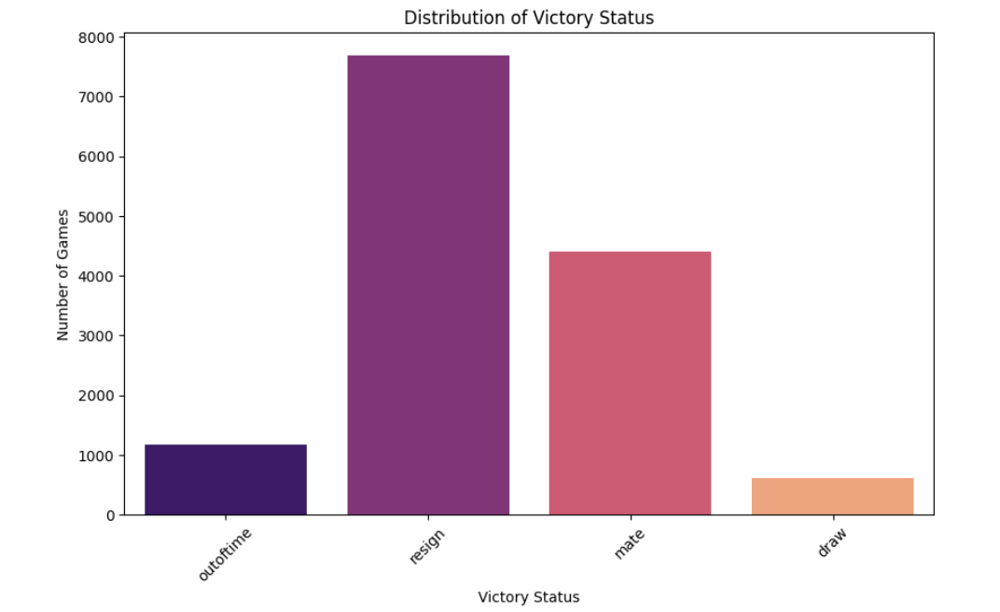 Distribution of Victory Status
8000
7000
6000
5000
4000
3000
2000
1000
0
Number of Games
outoftime
resign
mate
draw
Victory Status